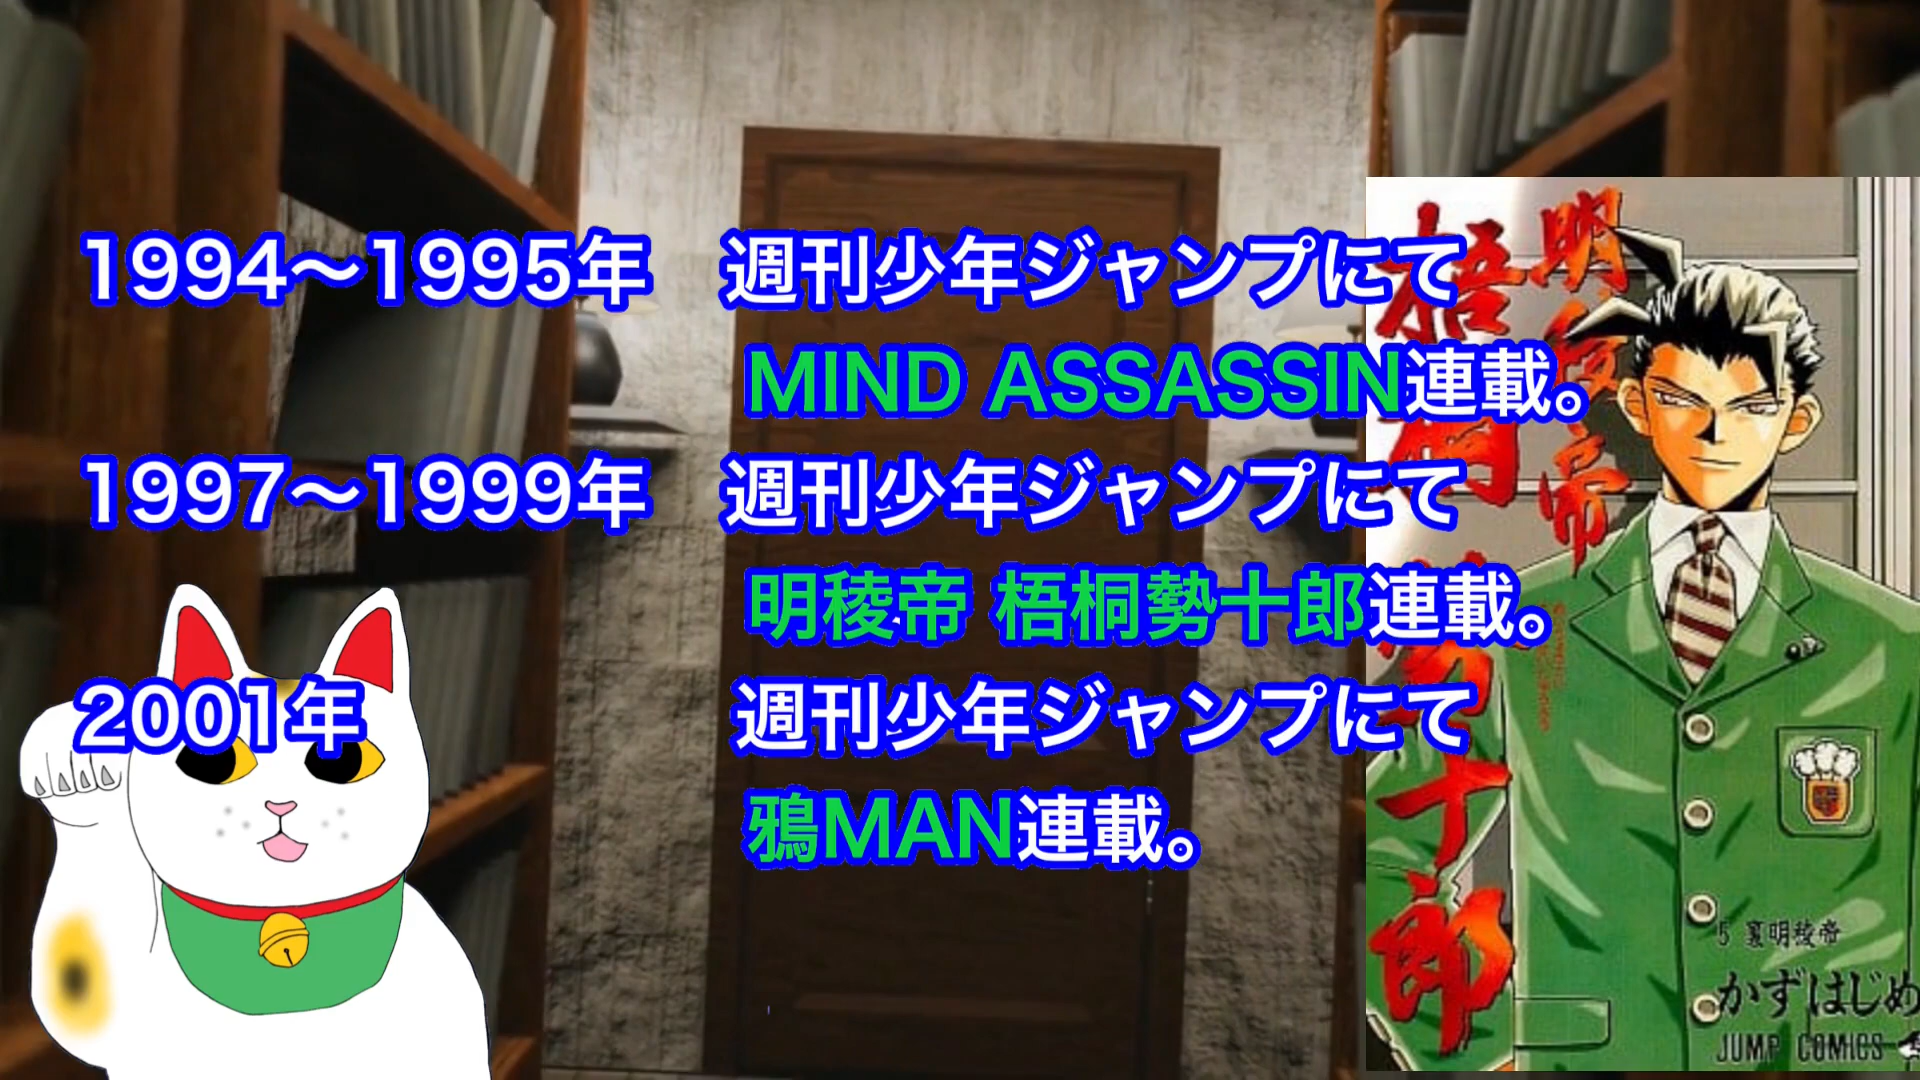 1994〜1995年　週刊少年ジャンプにて
MIND ASSASSIN連載。
1997〜1999年　週刊少年ジャンプにて
明稜帝 梧桐勢十郎連載。
2001年　週刊少年ジャンプにて
鴉MAN連載。
明稜帝
梧桐勢十郎
5 裏明稜帝
かずはじめ
JUMP COMICS